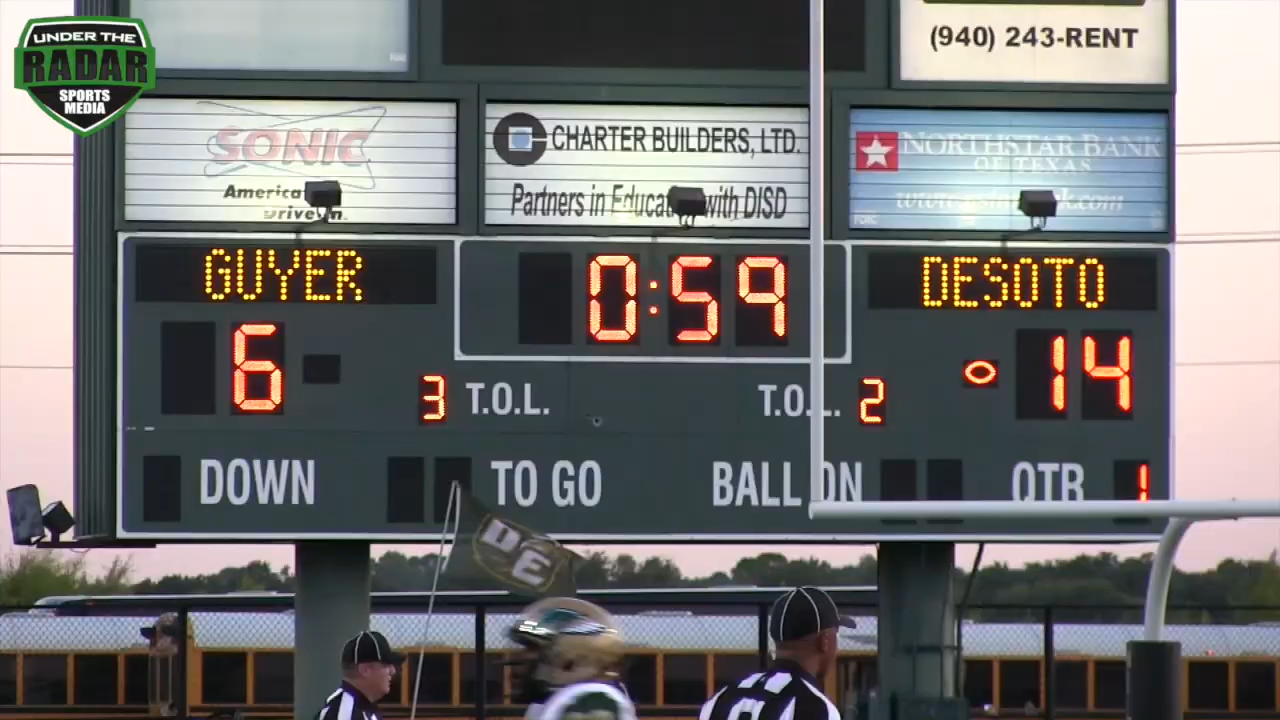 UNDER THE
RADAR
SPORTS
MEDIA
(940) 243-RENT
SONIC
America
Drive-In.
CHARTER BUILDERS, LTD.
Partners in Education with DISD
NORTHSTAR BANK
OF TEXAS
GUYER
0:59
DESOTO
6
3 T.O.L.
T.O.L. 2
14
DOWN
TO GO
BALL ON
QTR 1
DE